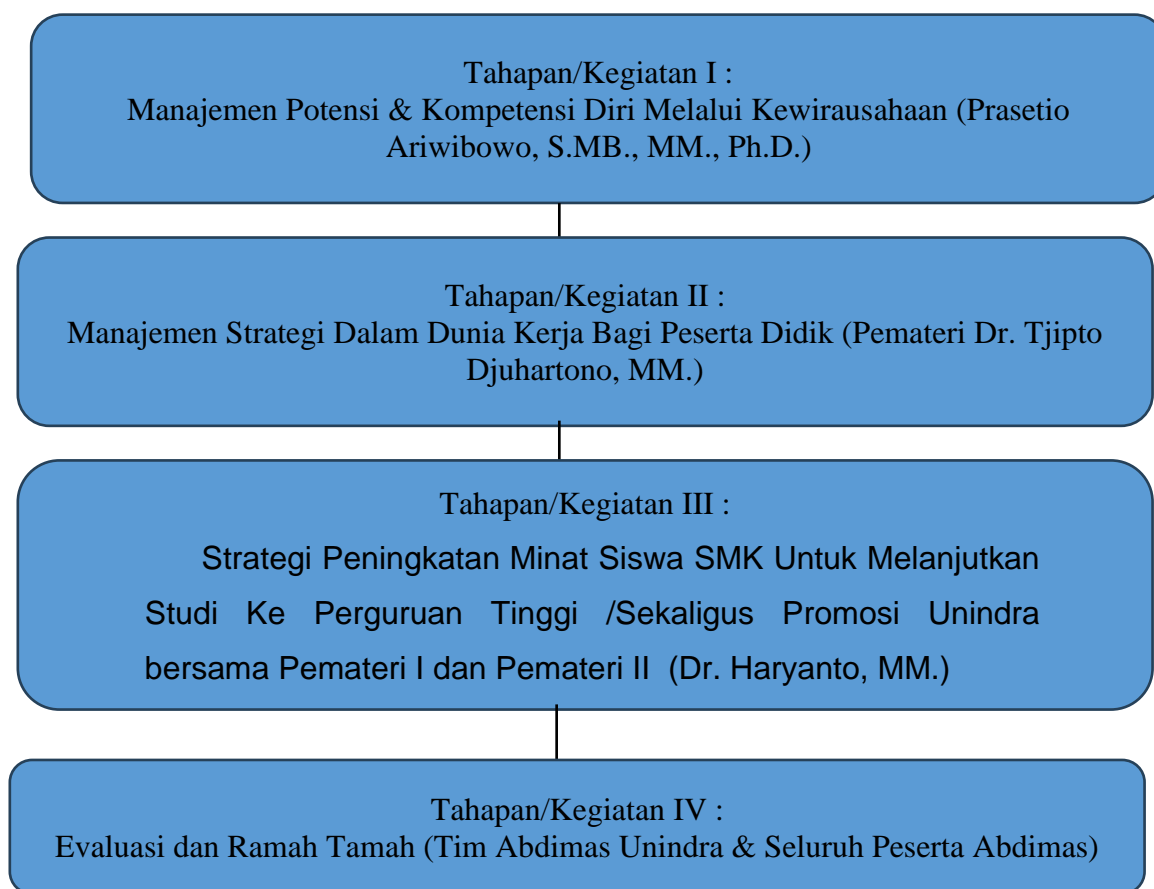 Tahapan/Kegiatan I :
Manajemen Potensi & Kompetensi Diri Melalui Kewirausahaan (Prasetio
Ariwibowo, S.MB., MM., Ph.D.)
Tahapan/Kegiatan II :
Manajemen Strategi Dalam Dunia Kerja Bagi Peserta Didik (Pemateri Dr. Tjipto
Djuhartono, MM.)
Tahapan/Kegiatan III :
Strategi Peningkatan Minat Siswa SMK Untuk Melanjutkan
Studi Ke Perguruan Tinggi /Sekaligus Promosi Unindra
bersama Pemateri I dan Pemateri II (Dr. Haryanto, MM.)
Tahapan/Kegiatan IV :
Evaluasi dan Ramah Tamah (Tim Abdimas Unindra & Seluruh Peserta Abdimas)